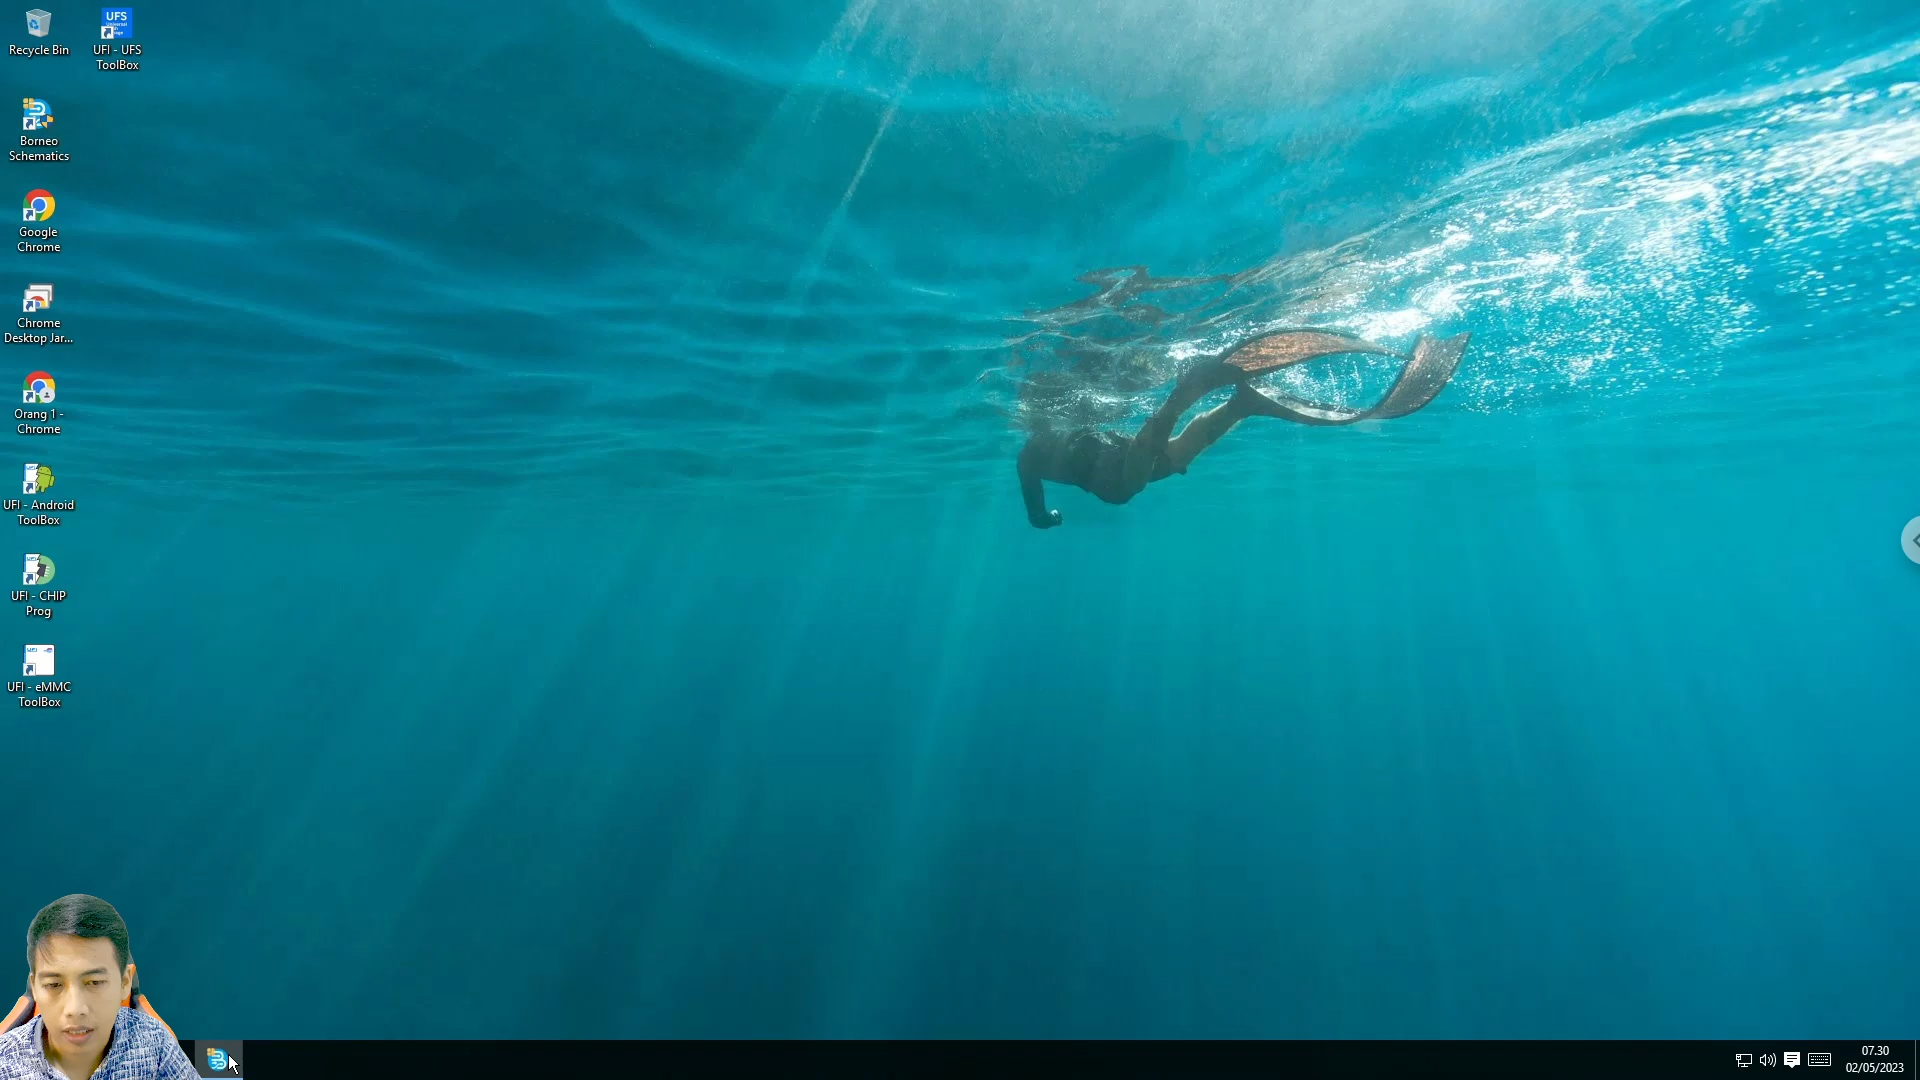 Recycle Bin
UFS
Universal
UFI - UFS
ToolBox
Borneo
Schematics
Google
Chrome
Chrome
Desktop Jar...
Orang 1 -
Chrome
UFI - Android
ToolBox
UFI - CHIP
Prog
UFI - eMMC
ToolBox
07.30
02/05/2023